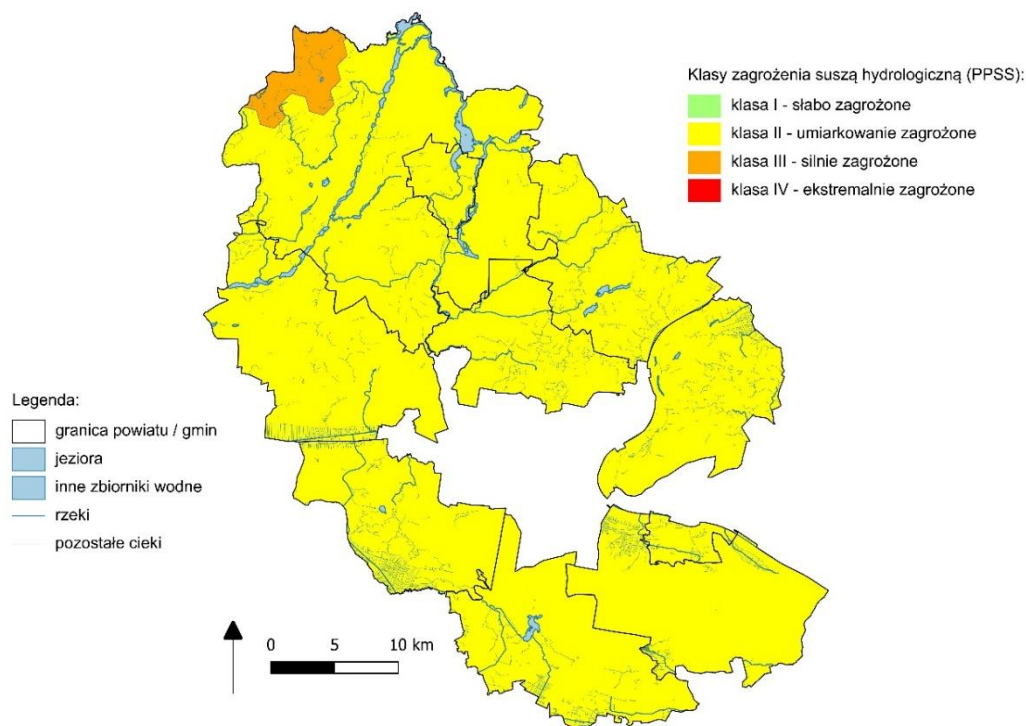 Klasy zagrożenia suszą hydrologiczną (PPSS):
klasa I - słabo zagrożone
klasa II - umiarkowanie zagrożone
klasa III - silnie zagrożone
klasa IV - ekstremalnie zagrożone
Legenda:
granica powiatu / gmin
jeziora
inne zbiorniki wodne
rzeki
pozostałe cieki
0 5 10 km